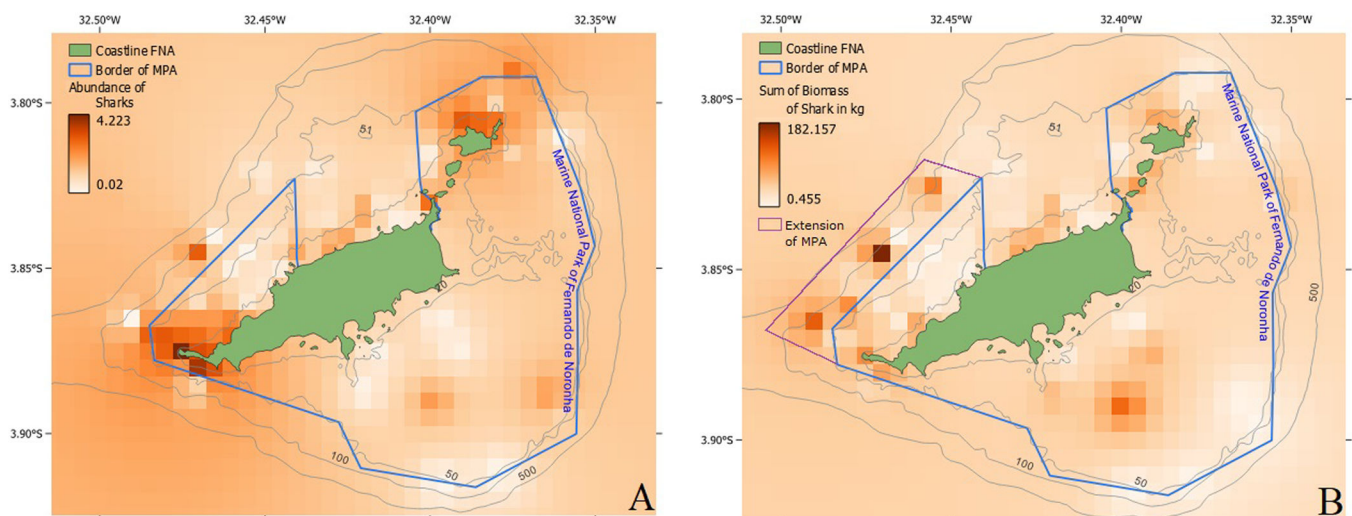 32.50°W 32.45°W 32.40°W 32.35°W
3.80°S
3.85°S
3.90°S
Coastline FNA
Border of MPA
Abundance of
Sharks
4.223
0.02
51
20
100
50
500
Marine National Park of Fernando de Noronha
A
32.50°W 32.45°W 32.40°W 32.35°W
3.80°S
3.85°S
3.90°S
Coastline FNA
Border of MPA
Sum of Biomass
of Shark in kg
182.157
0.455
Extension
of MPA
51
20
100
50
500
Marine National Park of Fernando de Noronha
B